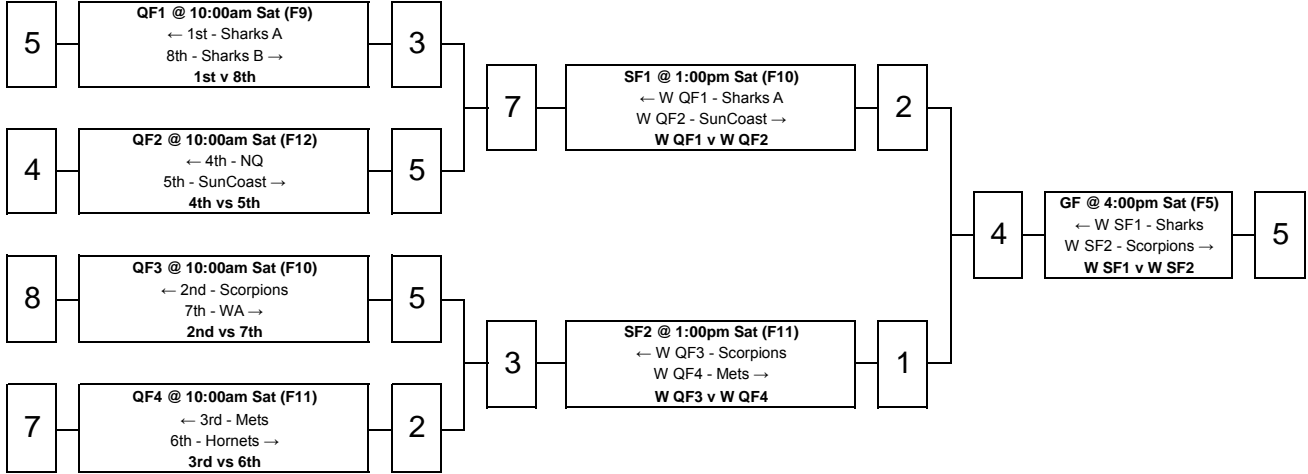 5
QF1 @ 10:00am Sat (F9)
← 1st - Sharks A
8th - Sharks B →
1st v 8th
3
4
QF2 @ 10:00am Sat (F12)
← 4th - NQ
5th - SunCoast →
4th vs 5th
5
7
SF1 @ 1:00pm Sat (F10)
← W QF1 - Sharks A
W QF2 - SunCoast →
W QF1 v W QF2
2
8
QF3 @ 10:00am Sat (F10)
← 2nd - Scorpions
7th - WA →
2nd vs 7th
5
7
QF4 @ 10:00am Sat (F11)
← 3rd - Mets
6th - Hornets →
3rd vs 6th
2
3
SF2 @ 1:00pm Sat (F11)
← W QF3 - Scorpions
W QF4 - Mets →
W QF3 v W QF4
1
4
GF @ 4:00pm Sat (F5)
← W SF1 - Sharks
W SF2 - Scorpions →
W SF1 v W SF2
5